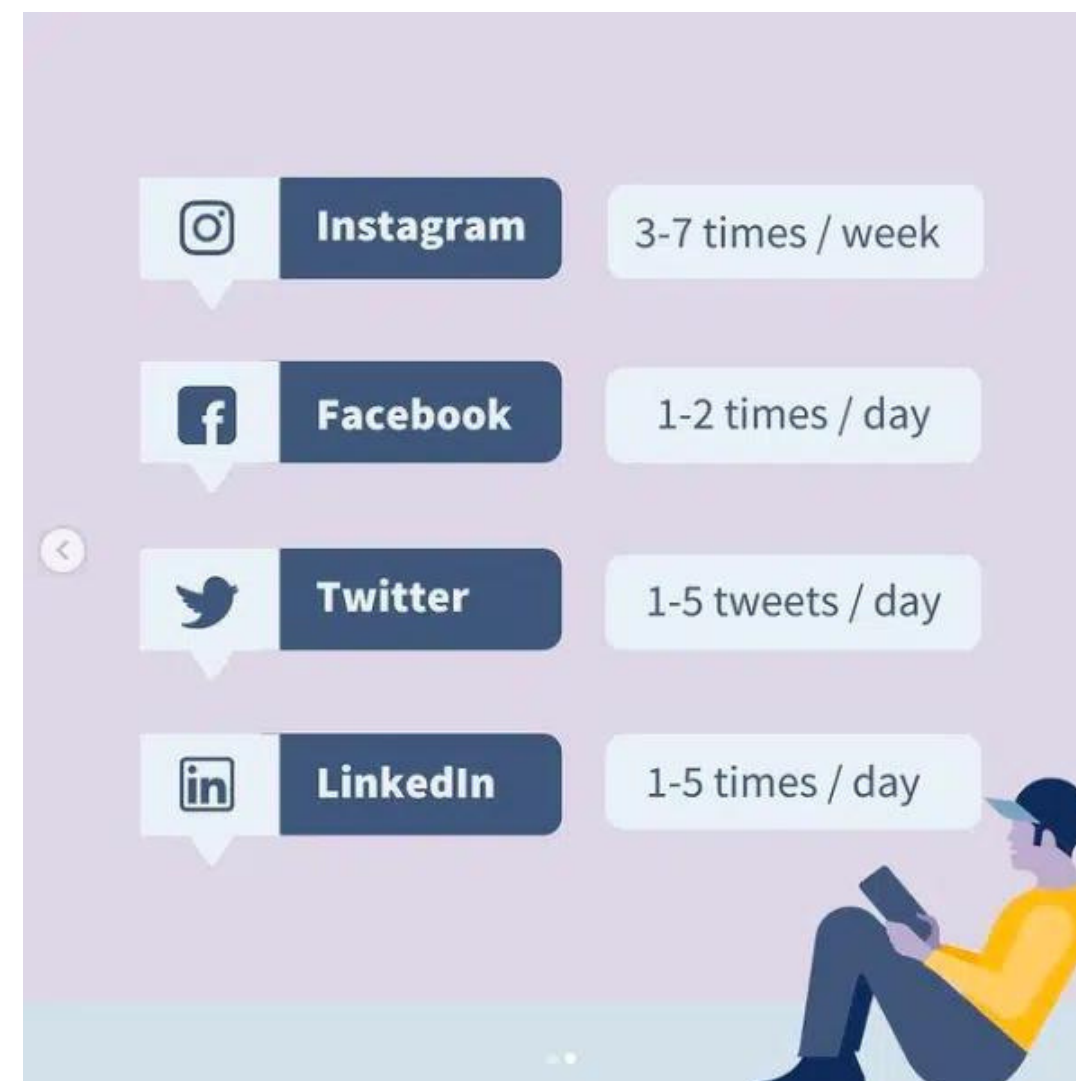 Instagram 3-7 times / week
Facebook 1-2 times / day
Twitter 1-5 tweets / day
LinkedIn 1-5 times / day